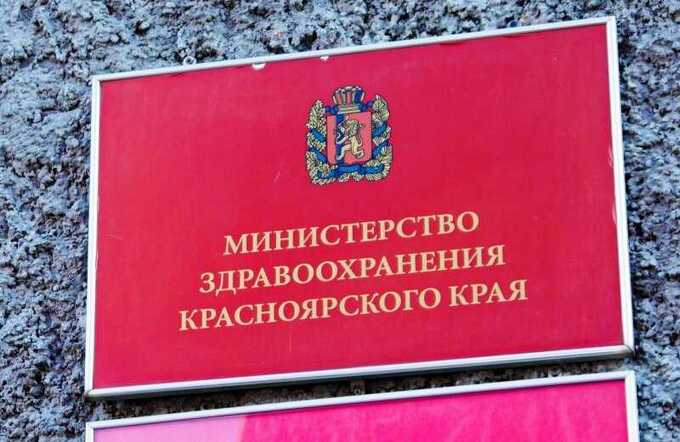 МИНИСТЕРСТВО
ЗДРАВООХРАНЕНИЯ
КРАСНОЯРСКОГО КРАЯ